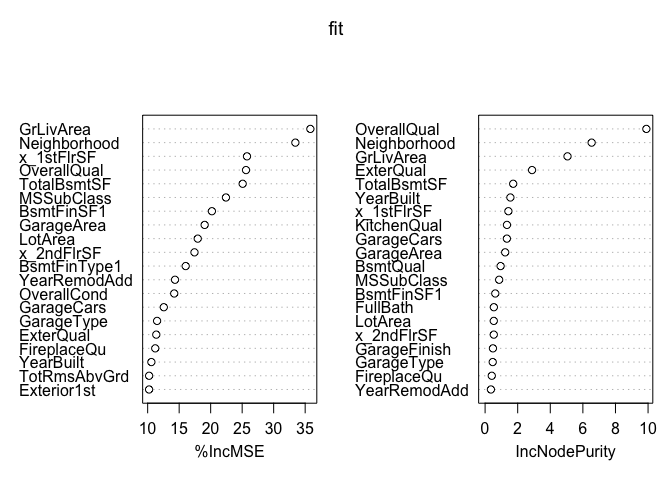 fit
GrLivArea
Neighborhood
x_1stFlrSF
OverallQual
TotalBsmtSF
MSSubClass
BsmtFinSF1
GarageArea
LotArea
x_2ndFlrSF
BsmtFinType1
YearRemodAdd
OverallCond
GarageCars
GarageType
ExterQual
FireplaceQu
YearBuilt
TotRmsAbvGrd
Exterior1st
10 15 20 25 30 35
%IncMSE
OverallQual
Neighborhood
GrLivArea
ExterQual
TotalBsmtSF
YearBuilt
x_1stFlrSF
KitchenQual
GarageCars
GarageArea
BsmtQual
MSSubClass
BsmtFinSF1
FullBath
LotArea
x_2ndFlrSF
GarageFinish
GarageType
FireplaceQu
YearRemodAdd
0 2 4 6 8 10
IncNodePurity